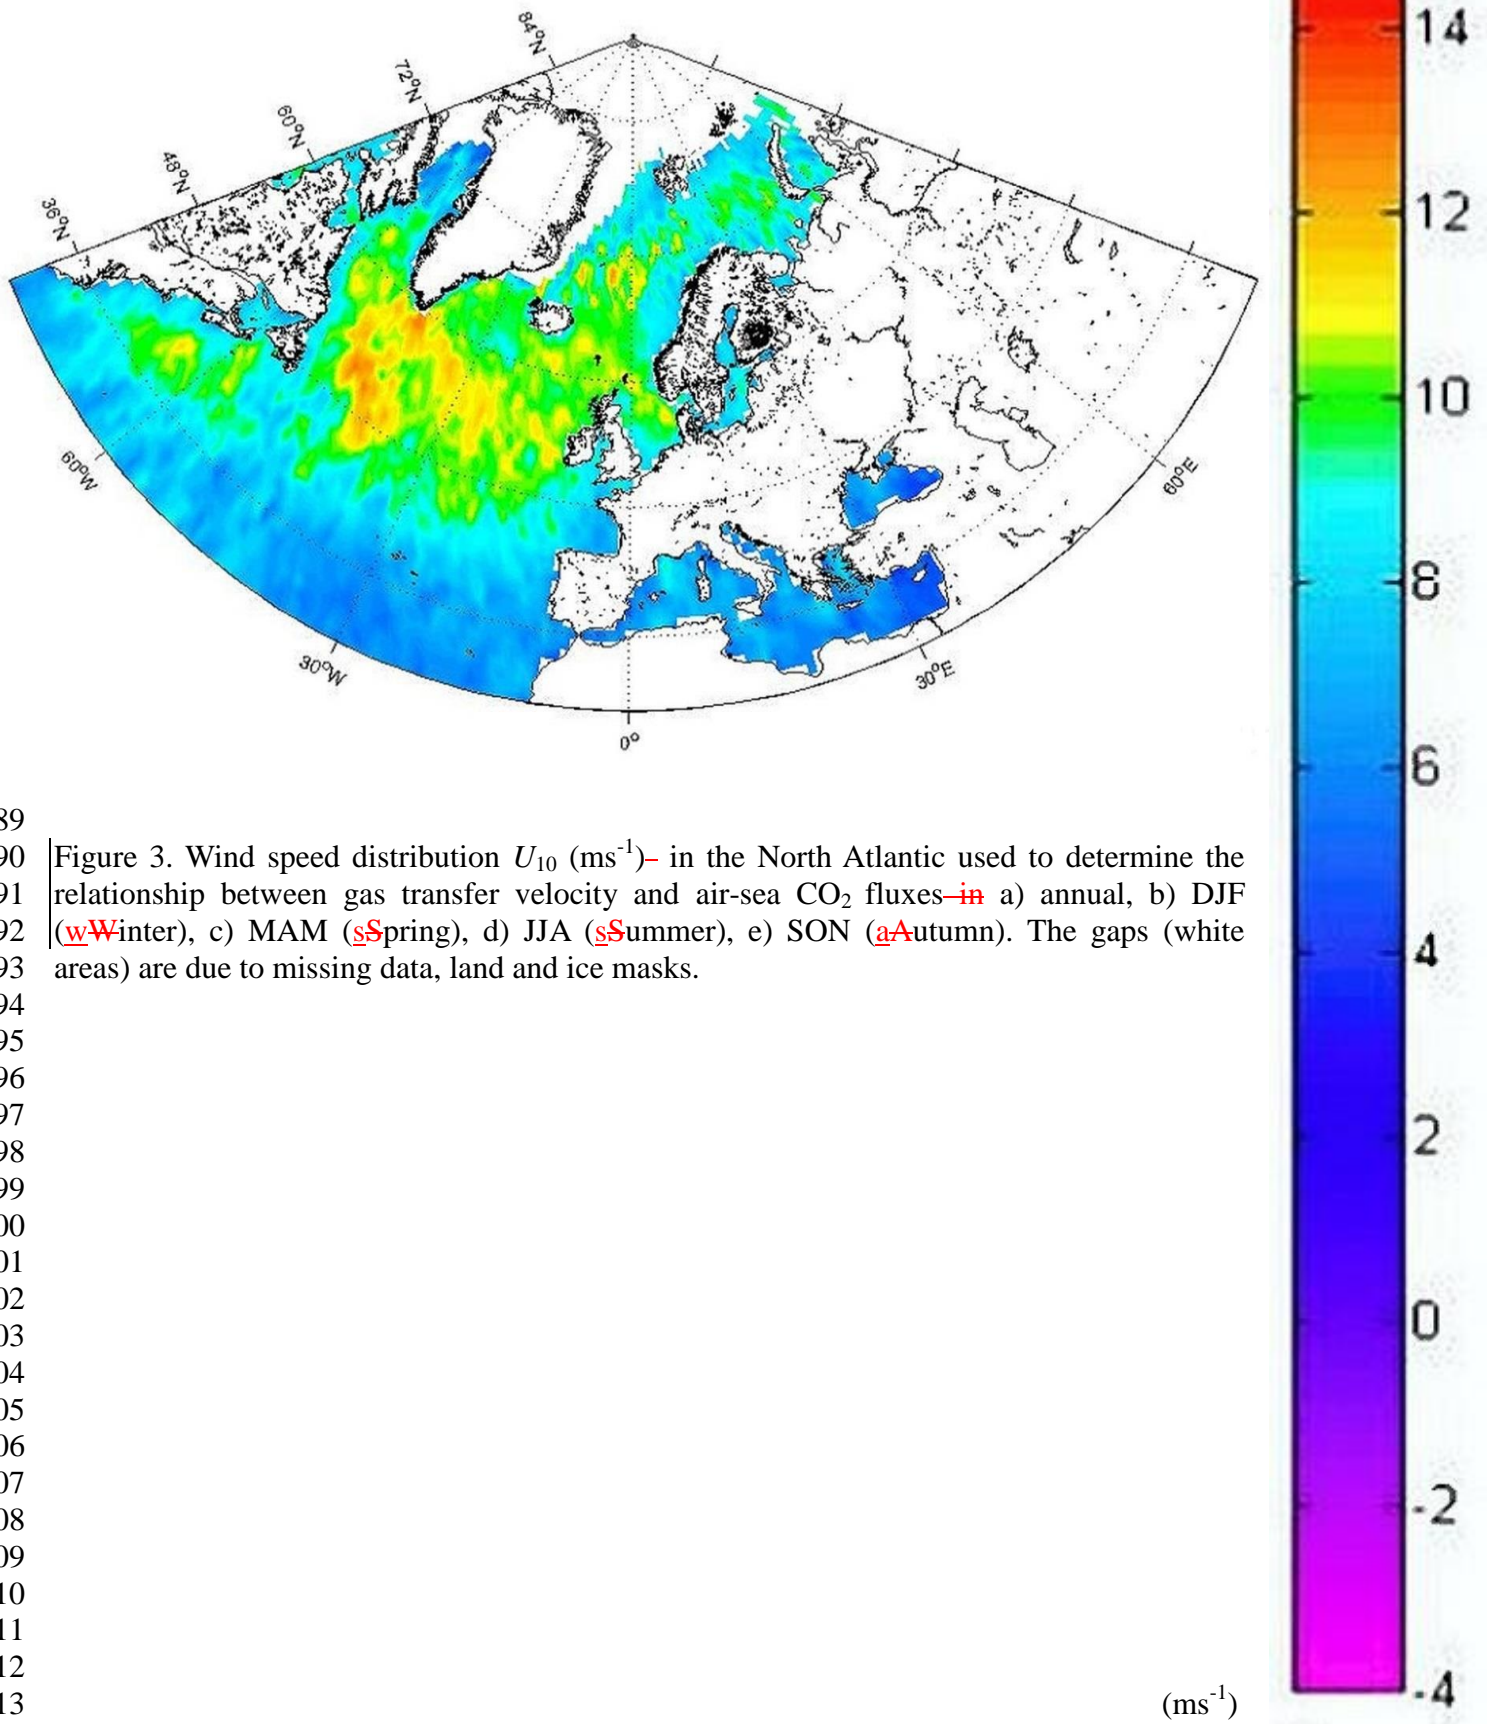 84°N
72°N
60°N
48°N
36°N
60°W
30°W
0°
30°E
60°E
14
12
10
8
6
4
2
0
-2
-4
89
90 Figure 3. Wind speed distribution U10 (ms-1)- in the North Atlantic used to determine the
91 relationship between gas transfer velocity and air-sea CO2 fluxes in a) annual, b) DJF
92 (wWinter), c) MAM (sSpring), d) JJA (sSummer), e) SON (aAutumn). The gaps (white
93 areas) are due to missing data, land and ice masks.
94
95
96
97
98
99
00
01
02
03
04
05
06
07
08
09
10
11
12
13 (ms-1)